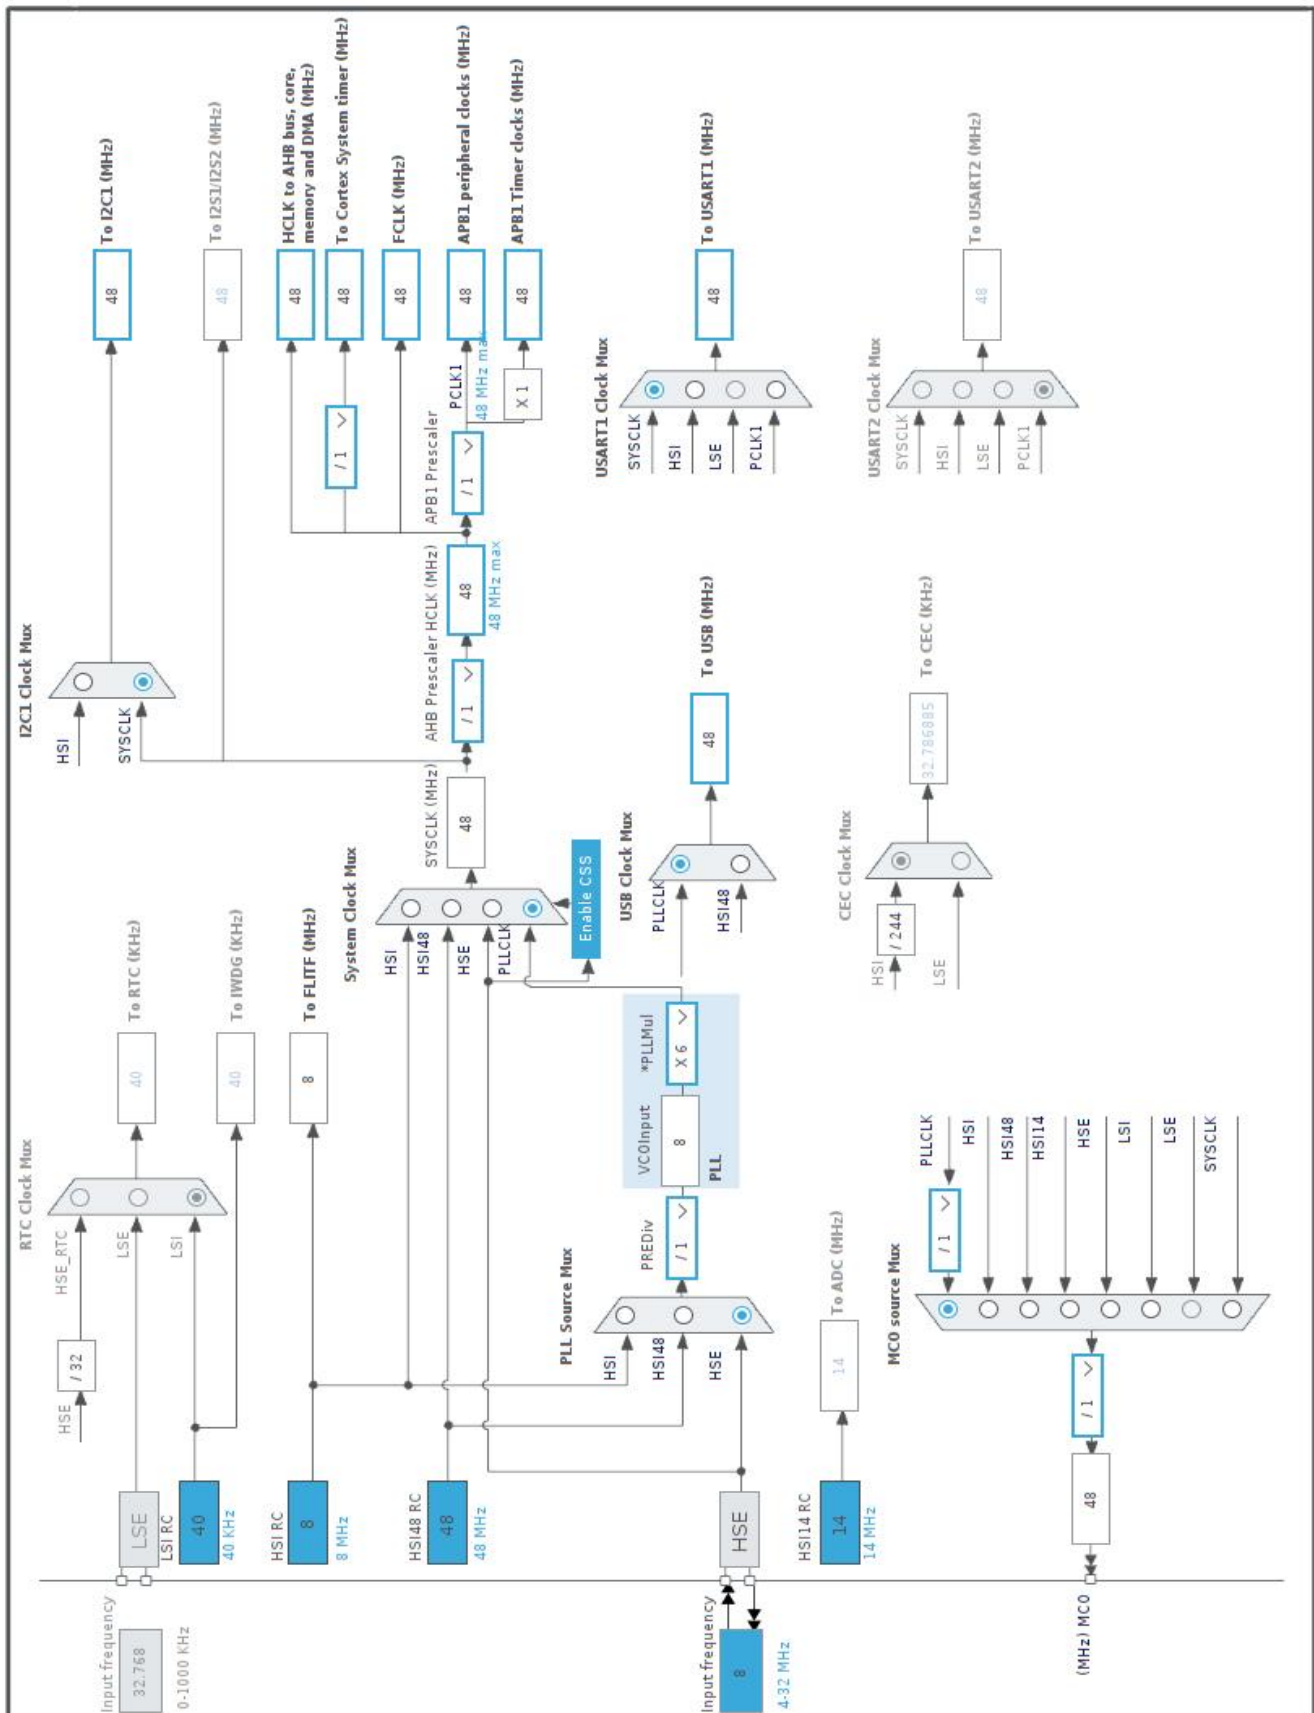 Input frequency
32.768
0-1000 KHz
LSE
LSI RC
40
40 KHz
HSE
/ 32
HSE_RTC
LSE
LSI
RTC Clock Mux
40
To RTC (KHz)
40
To IWDG (KHz)
HSI RC
8
8 MHz
8
To FLITF (MHz)
HSI48 RC
48
48 MHz
System Clock Mux
HSI
HSI48
HSE
PLLCLK
Enable CSS
SYSCLK (MHz)
48
I2C1 Clock Mux
HSI
SYSCLK
48
To I2C1 (MHz)
48
To I2S1/I2S2 (MHz)
AHB Prescaler
/ 1
HCLK (MHz)
48
48 MHz max
/ 1
48
HCLK to AHB bus, core,
memory and DMA (MHz)
48
To Cortex System timer (MHz)
48
FCLK (MHz)
APB1 Prescaler
/ 1
PCLK1
48 MHz max
48
APB1 peripheral clocks (MHz)
X 1
48
APB1 Timer clocks (MHz)
Input frequency
8
4-32 MHz
HSE
PLL Source Mux
HSI
HSI48
HSE
PREDiv
/ 1
VCOInput
8
*PLLMul
X 6
PLL
USB Clock Mux
PLLCLK
HSI48
48
To USB (MHz)
USART1 Clock Mux
SYSCLK
HSI
LSE
PCLK1
48
To USART1 (MHz)
HSI14 RC
14
14 MHz
14
To ADC (MHz)
CEC Clock Mux
HSI
/ 244
LSE
32.786885
To CEC (KHz)
USART2 Clock Mux
SYSCLK
HSI
LSE
PCLK1
48
To USART2 (MHz)
MCO source Mux
PLLCLK
/ 1
HSI
HSI48
HSI14
HSE
LSI
LSE
SYSCLK
/ 1
48
(MHz) MCO